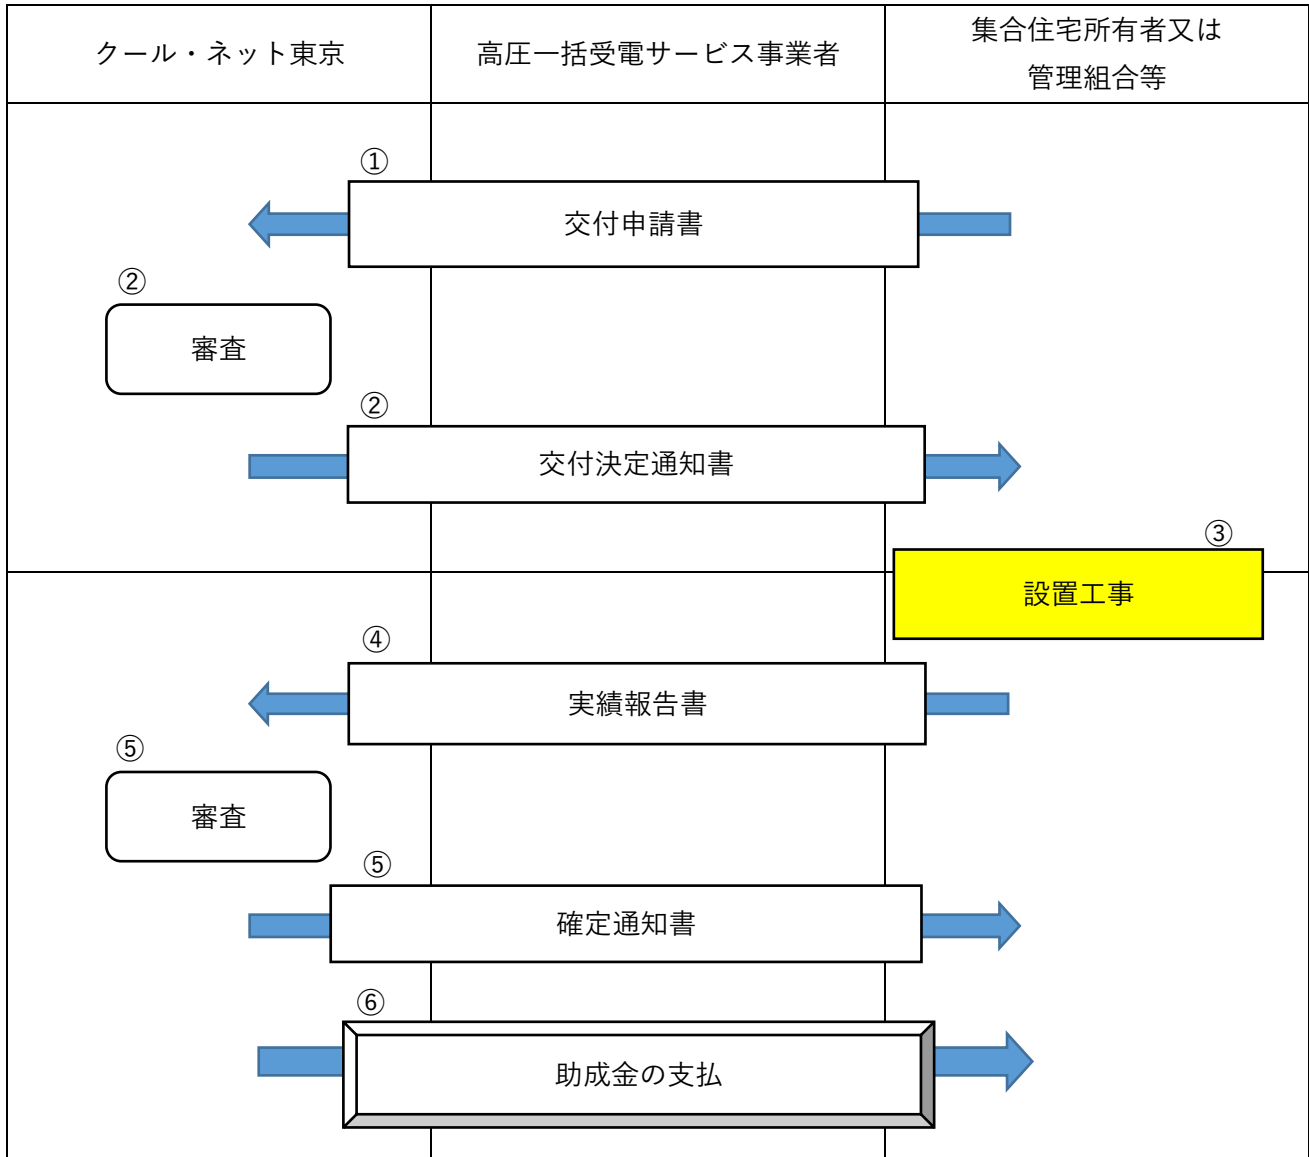 クール・ネット東京
高圧一括受電サービス事業者
集合住宅所有者又は
管理組合等
①
交付申請書
②
審査
②
交付決定通知書
③
設置工事
④
実績報告書
⑤
審査
⑤
確定通知書
⑥
助成金の支払